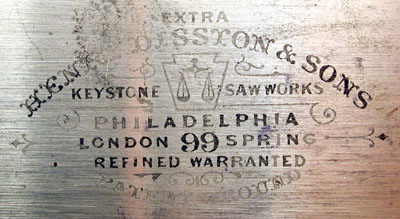 EXTRA
DISSTON & SONS
KEYSTONE SAW WORKS
PHILADELPHIA
LONDON 99 SPRING
REFINED WARRANTED